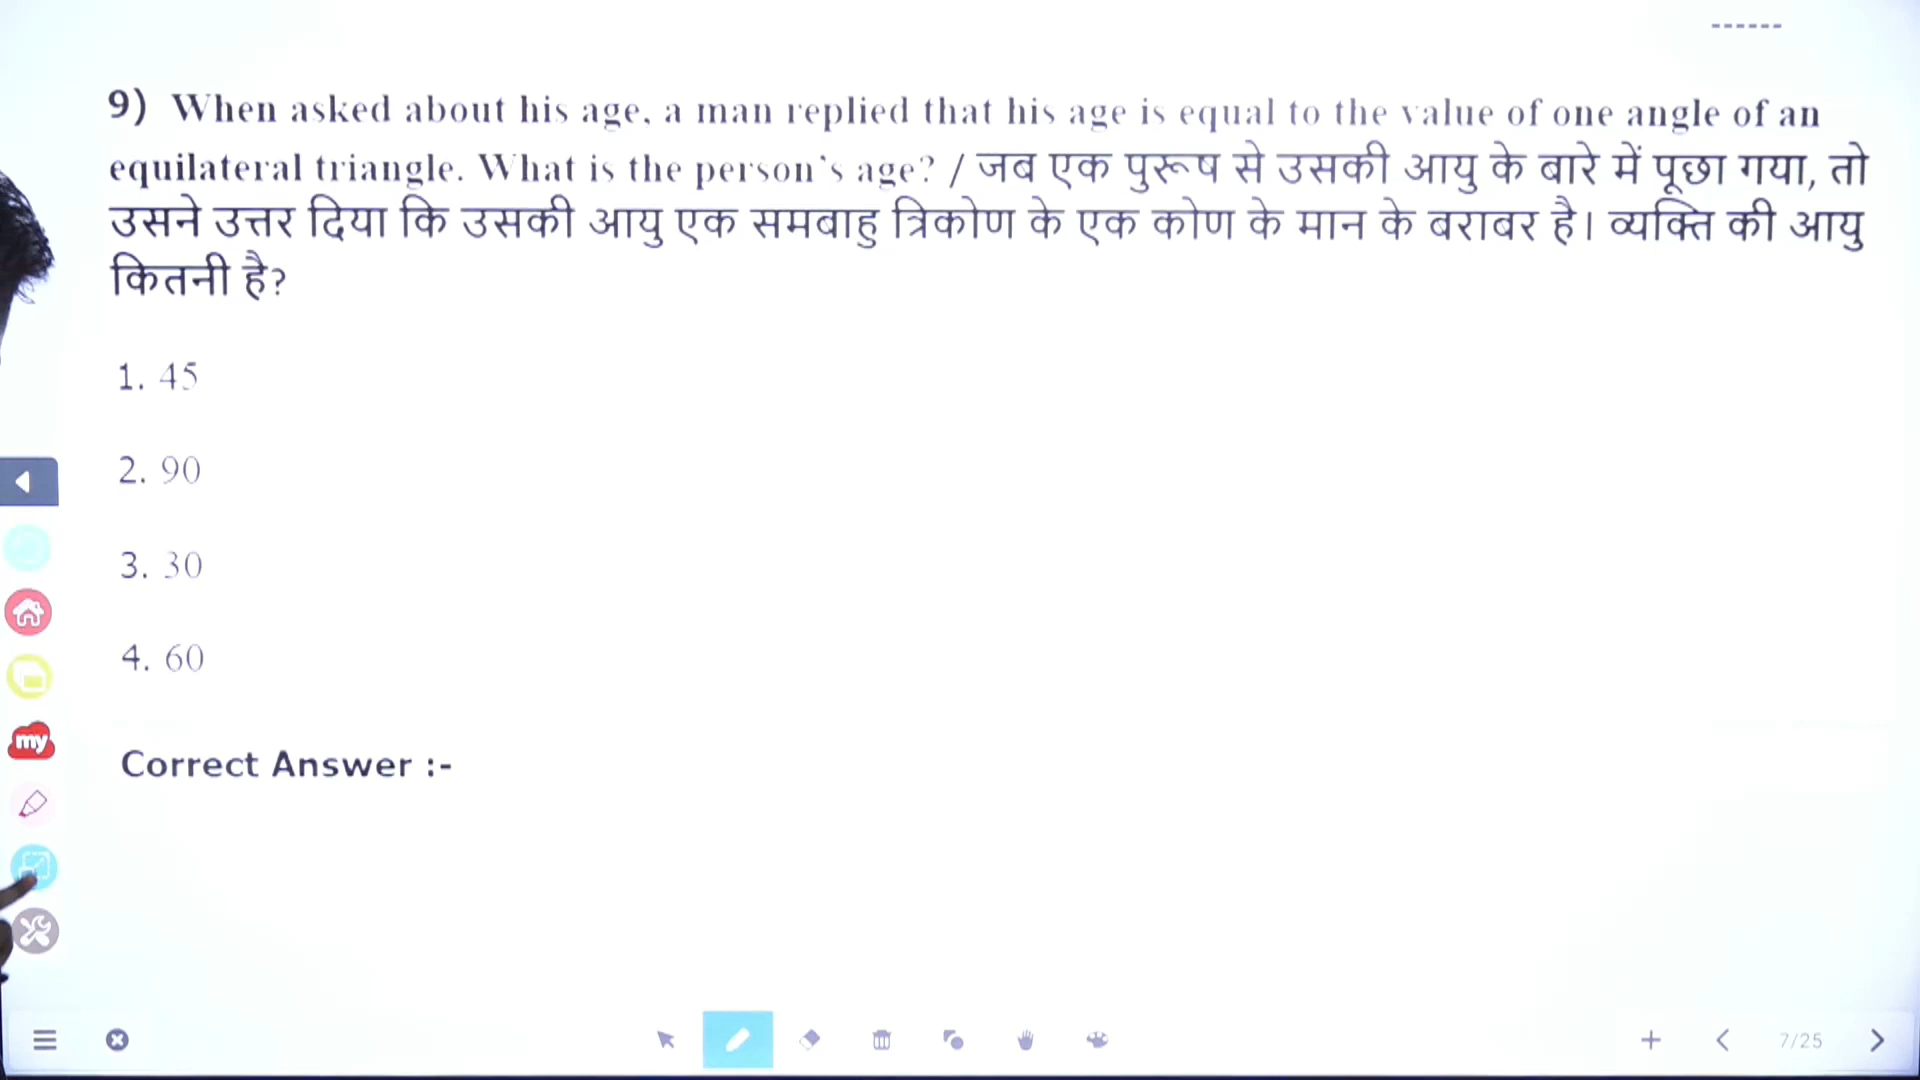 ------
9) When asked about his age, a man replied that his age is equal to the value of one angle of an
equilateral triangle. What is the person's age? / जब एक पुरूष से उसकी आयु के बारे में पूछा गया, तो
उसने उत्तर दिया कि उसकी आयु एक समबाहु त्रिकोण के एक कोण के मान के बराबर है। व्यक्ति की आयु
कितनी है?
1. 45
2. 90
3. 30
4. 60
my
Correct Answer :-
7/25